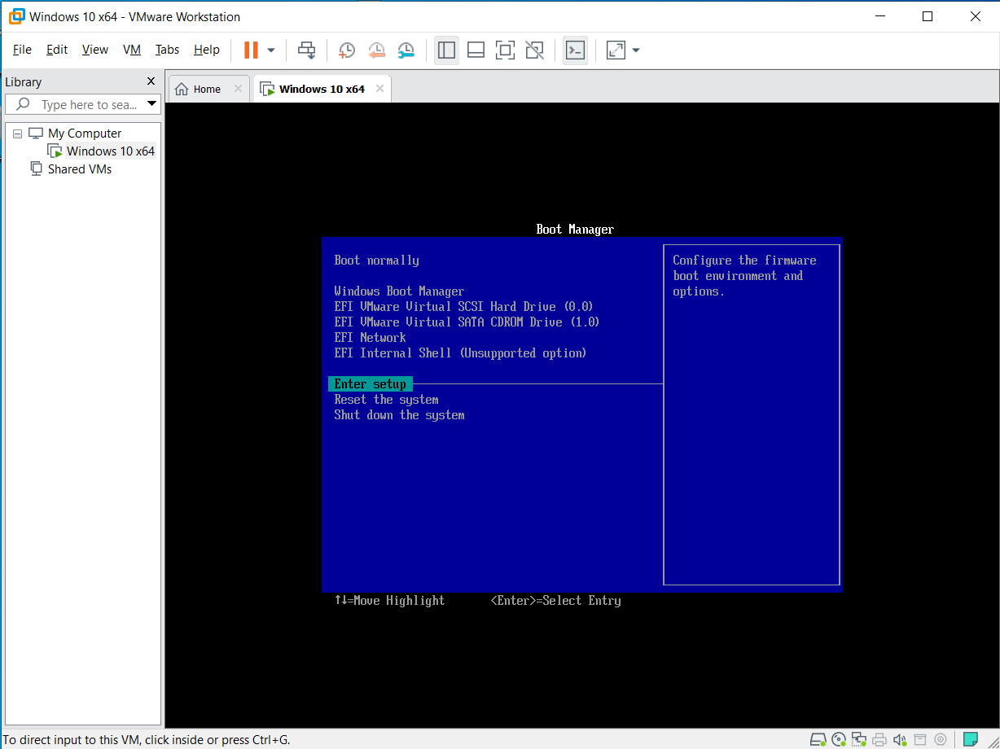 Windows 10 x64 - VMware Workstation
File Edit View VM Tabs Help
Library
Home
Windows 10 x64
Type here to sea...
My Computer
Windows 10 x64
Shared VMs
Boot Manager
Boot normally
Windows Boot Manager
EFI VMware Virtual SCSI Hard Drive (0.0)
EFI VMware Virtual SATA CDROM Drive (1.0)
EFI Network
EFI Internal Shell (Unsupported option)
Enter setup
Reset the system
Shut down the system
Configure the firmware
boot environment and
options.
↑↓=Move Highlight <Enter>=Select Entry
To direct input to this VM, click inside or press Ctrl+G.